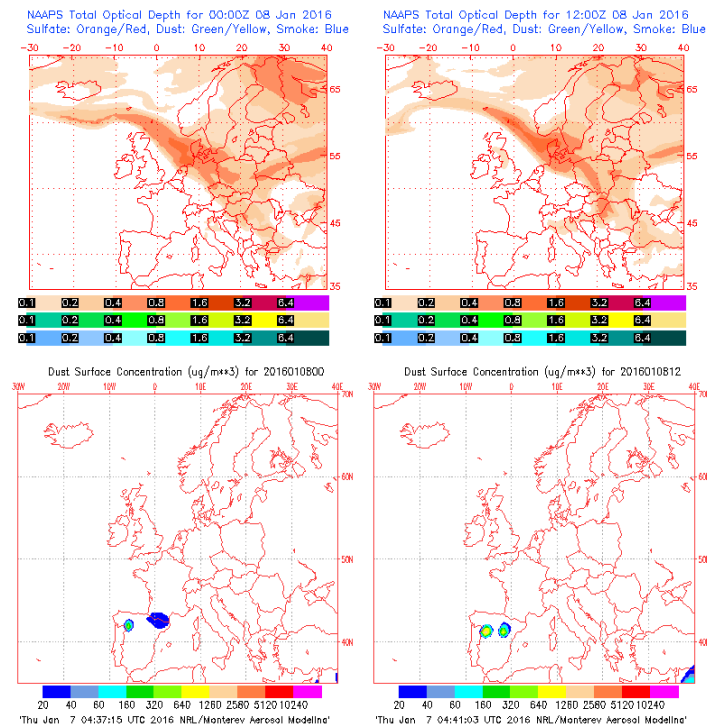 NAAPS Total Optical Depth for 00:00Z 08 Jan 2016
Sulfate: Orange/Red, Dust: Green/Yellow, Smoke: Blue
-30 -20 -10 0 10 20 30 40
65
55
45
35
0.1 0.2 0.4 0.8 1.6 3.2 6.4
0.1 0.2 0.4 0.8 1.6 3.2 6.4
0.1 0.2 0.4 0.8 1.6 3.2 6.4
NAAPS Total Optical Depth for 12:00Z 08 Jan 2016
Sulfate: Orange/Red, Dust: Green/Yellow, Smoke: Blue
-30 -20 -10 0 10 20 30 40
65
55
45
35
0.1 0.2 0.4 0.8 1.6 3.2 6.4
0.1 0.2 0.4 0.8 1.6 3.2 6.4
0.1 0.2 0.4 0.8 1.6 3.2 6.4
Dust Surface Concentration (ug/m**3) for 2016010800
30W 20W 10W 0 10E 20E 30E 40E
70N
60N
50N
40N
20 40 80 160 320 640 1280 2580 5120 10240
'Thu Jan 7 04:37:15 UTC 2016 NRL/Monterey Aerosol Modeling'
Dust Surface Concentration (ug/m**3) for 2016010812
30W 20W 10W 0 10E 20E 30E 40E
70N
60N
50N
40N
20 40 80 160 320 640 1280 2580 5120 10240
'Thu Jan 7 04:41:03 UTC 2016 NRL/Monterey Aerosol Modeling'